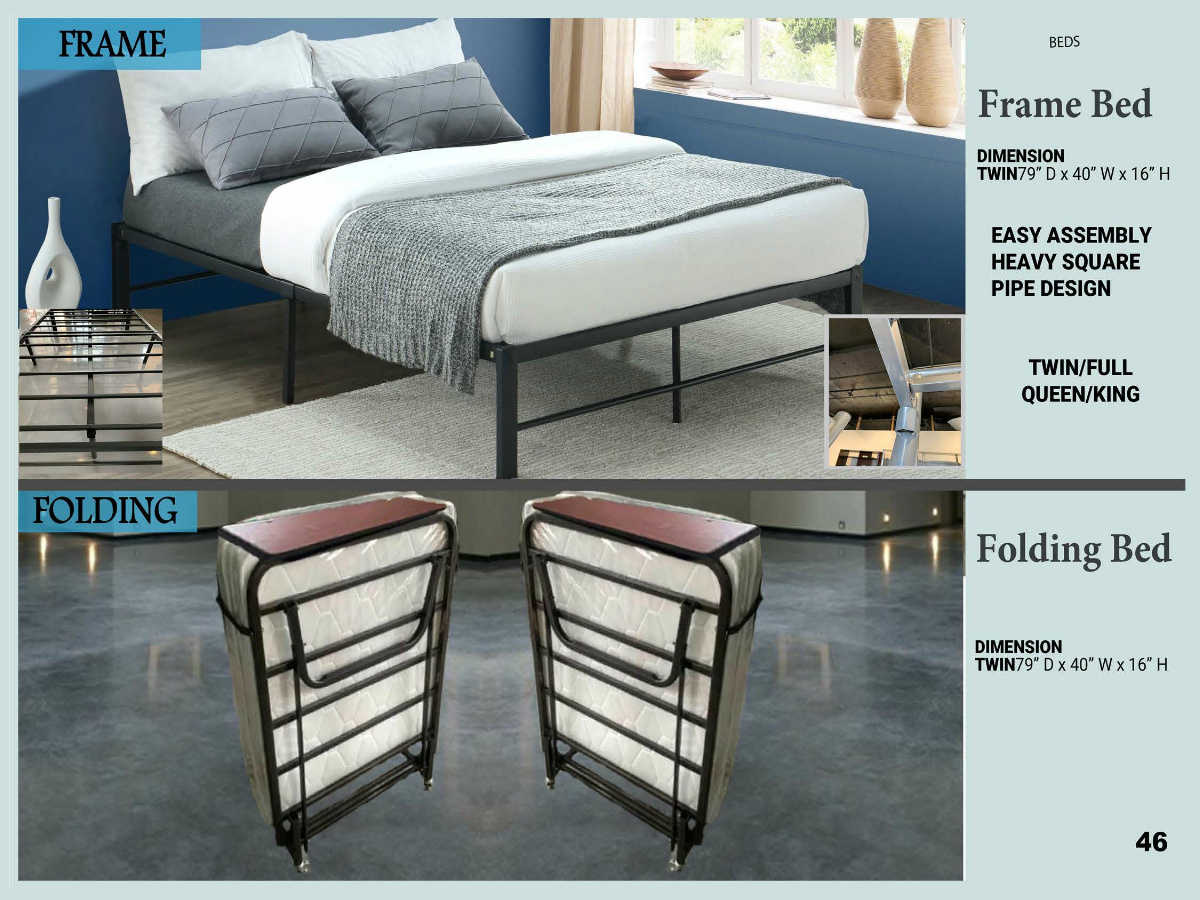 FRAME
BEDS
Frame Bed
DIMENSION
TWIN79” D x 40” W x 16” H
EASY ASSEMBLY
HEAVY SQUARE
PIPE DESIGN
TWIN/FULL
QUEEN/KING
FOLDING
Folding Bed
DIMENSION
TWIN79” D x 40” W x 16” H
46